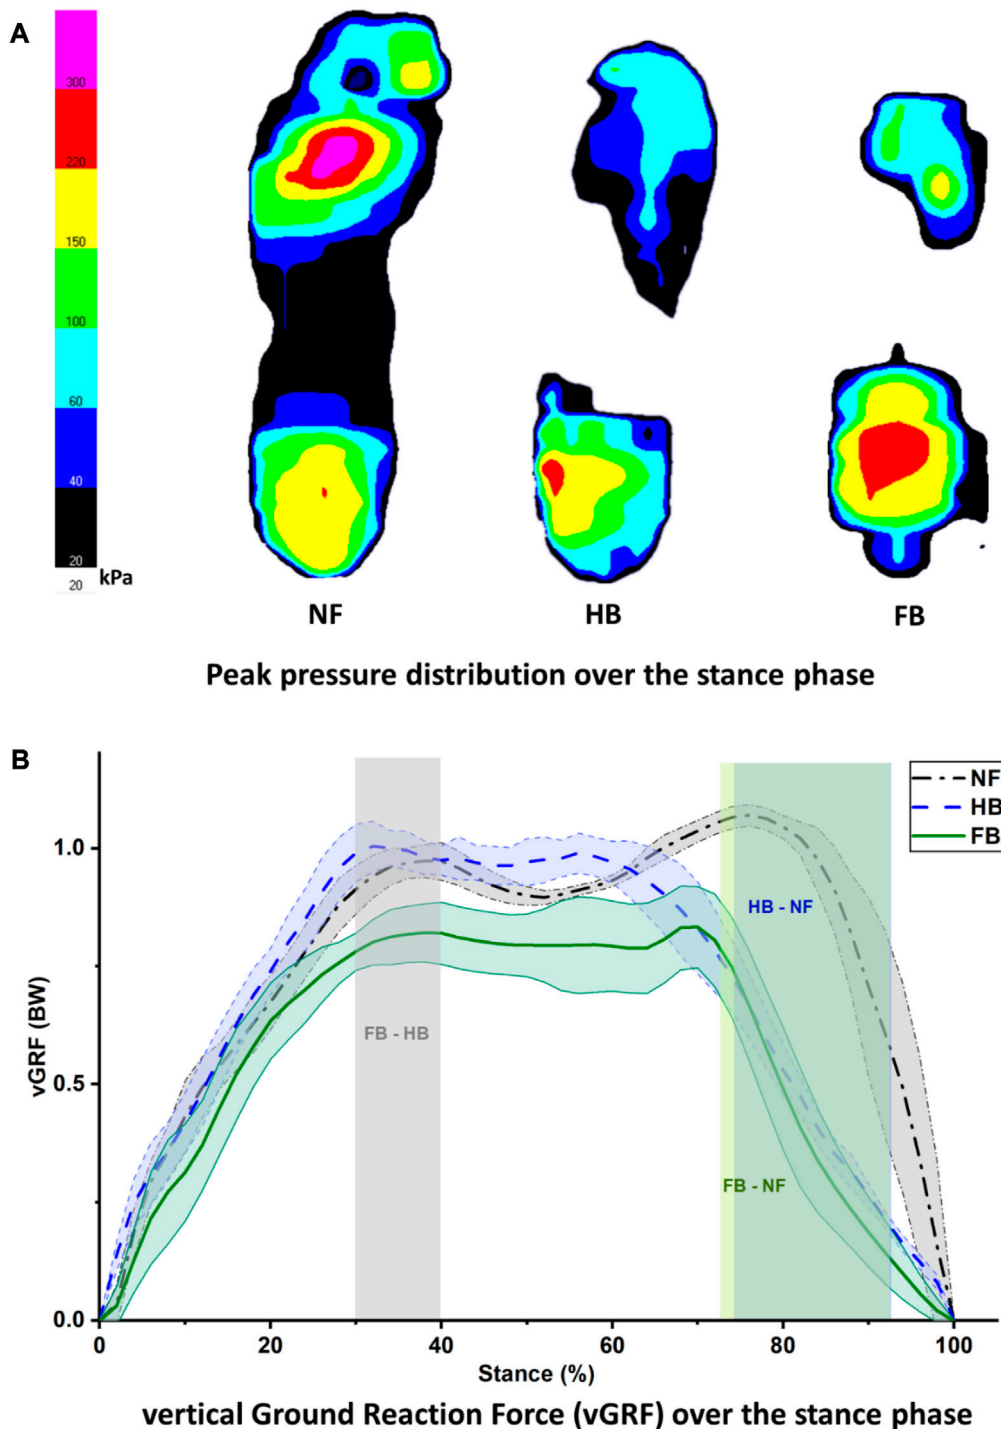 A
300
220
150
100
60
40
20
20
kPa
NF
HB
FB
Peak pressure distribution over the stance phase
B
NF
HB
FB
1.0
0.5
0.0
vGRF (BW)
HB - NF
FB - HB
FB - NF
0
20
40
60
80
100
Stance (%)
vertical Ground Reaction Force (vGRF) over the stance phase